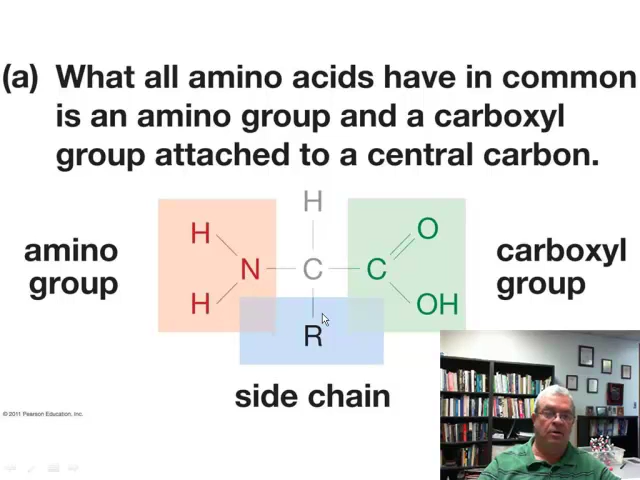 (a) What all amino acids have in common
is an amino group and a carboxyl
group attached to a central carbon.
H
H
O
amino
group
N
C
C
carboxyl
group
H
OH
R
side chain
© 2011 Pearson Education, Inc.